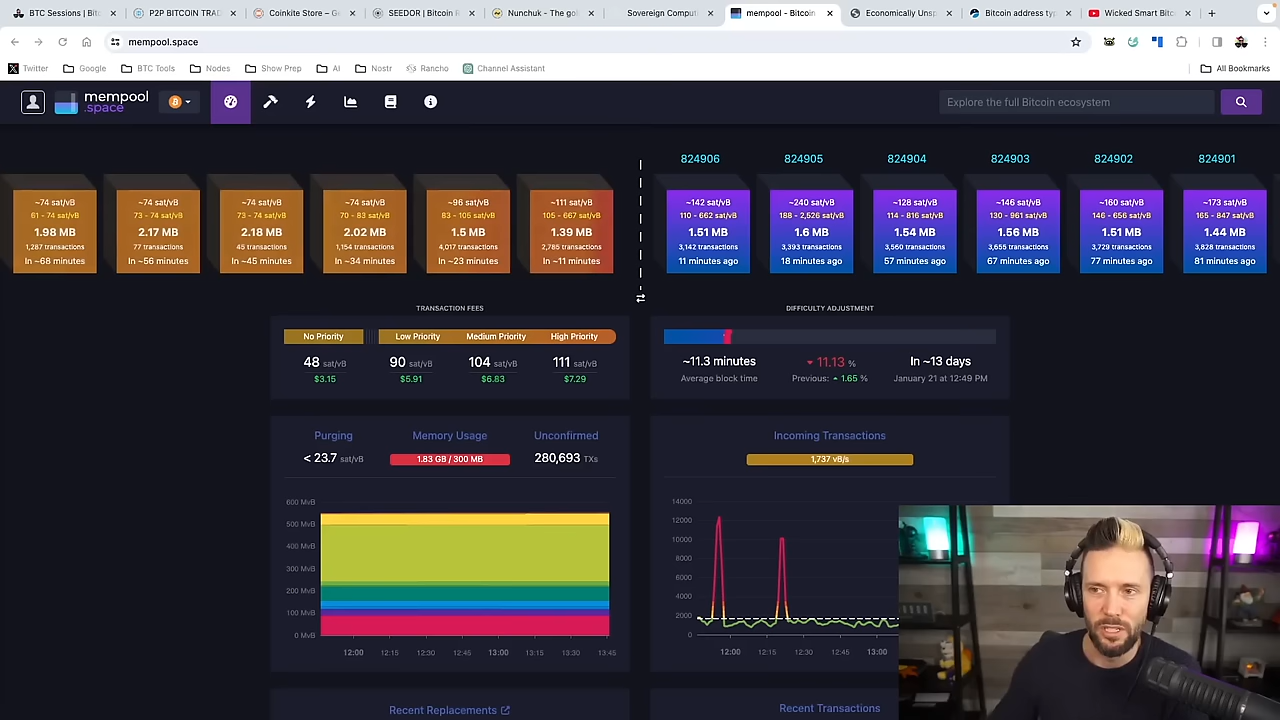 BTC Sessions | The Bu
P2P BITCOIN TRAD
Coinkite Store – Ge
SEEDOR | Bitcoin R
Nunchuk - The gol
Sovereign Computi
mempool - Bitcoin
Economically Unsp
Bitcoin address typ
Wicked Smart Bitc
mempool.space
Twitter
Google
BTC Tools
Nodes
Show Prep
AI
Nostr
Rancho
Channel Assistant
All Bookmarks
mempool
.space
Explore the full Bitcoin ecosystem
824906
824905
824904
824903
824902
824901
~74 sat/vB
61 - 74 sat/vB
1.98 MB
1,287 transactions
In ~68 minutes
~74 sat/vB
73 - 74 sat/vB
2.17 MB
77 transactions
In ~56 minutes
~74 sat/vB
73 - 74 sat/vB
2.18 MB
45 transactions
In ~45 minutes
~74 sat/vB
70 - 83 sat/vB
2.02 MB
1,154 transactions
In ~34 minutes
~96 sat/vB
83 - 105 sat/vB
1.5 MB
4,017 transactions
In ~23 minutes
~111 sat/vB
105 - 667 sat/vB
1.39 MB
2,785 transactions
In ~11 minutes
~142 sat/vB
110 - 662 sat/vB
1.51 MB
3,142 transactions
11 minutes ago
~240 sat/vB
188 - 2,526 sat/vB
1.6 MB
3,393 transactions
18 minutes ago
~128 sat/vB
114 - 816 sat/vB
1.54 MB
3,560 transactions
57 minutes ago
~146 sat/vB
130 - 961 sat/vB
1.56 MB
3,655 transactions
67 minutes ago
~160 sat/vB
146 - 656 sat/vB
1.51 MB
3,729 transactions
77 minutes ago
~173 sat/vB
165 - 847 sat/vB
1.44 MB
3,828 transactions
81 minutes ago
TRANSACTION FEES
No Priority
Low Priority
Medium Priority
High Priority
48 sat/vB
90 sat/vB
104 sat/vB
111 sat/vB
$3.15
$5.91
$6.83
$7.29
DIFFICULTY ADJUSTMENT
~11.3 minutes
11.13 %
In ~13 days
Average block time
Previous: 1.65 %
January 21 at 12:49 PM
Purging
Memory Usage
Unconfirmed
< 23.7 sat/vB
1.83 GB / 300 MB
280,693 TXs
600 MvB
500 MvB
400 MvB
300 MvB
200 MvB
100 MvB
0 MvB
12:00
12:15
12:30
12:45
13:00
13:15
13:30
13:45
Incoming Transactions
1,737 vB/s
14000
12000
10000
8000
6000
4000
2000
0
12:00
12:15
12:30
12:45
13:00
Recent Replacements
Recent Transactions